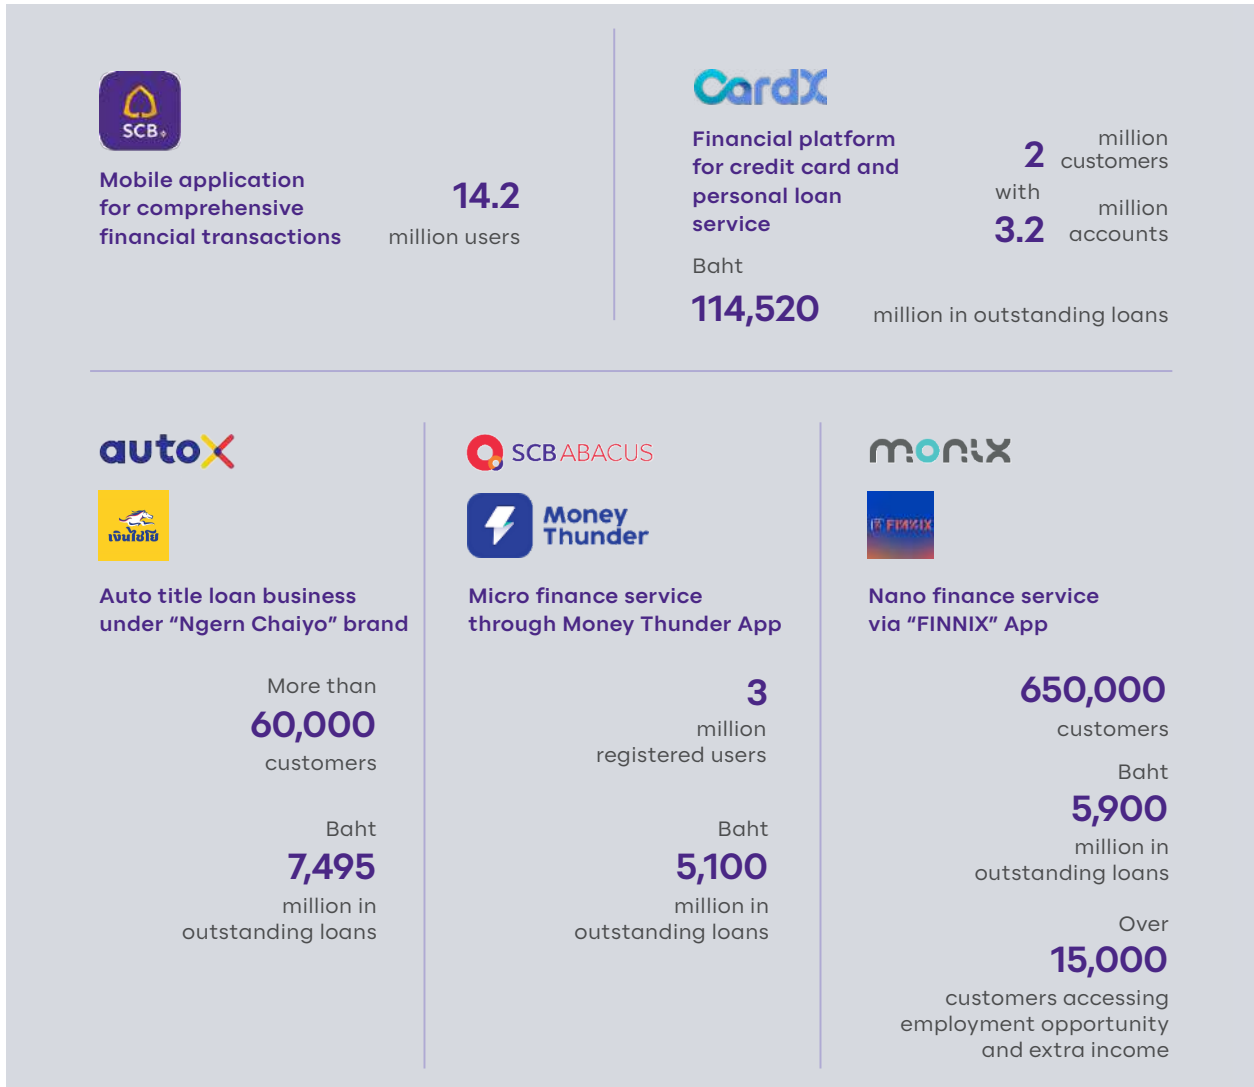 SCB
Mobile application
for comprehensive
financial transactions
14.2
million users
CardX
Financial platform
for credit card and
personal loan
service
2 million
customers
with
3.2 million
accounts
Baht
114,520 million in outstanding loans
autoX
เงินไชโย
Auto title loan business
under “Ngern Chaiyo” brand
More than
60,000
customers
Baht
7,495
million in
outstanding loans
SCB ABACUS
Money
Thunder
Micro finance service
through Money Thunder App
3
million
registered users
Baht
5,100
million in
outstanding loans
monix
FINNIX
Nano finance service
via “FINNIX” App
650,000
customers
Baht
5,900
million in
outstanding loans
Over
15,000
customers accessing
employment opportunity
and extra income